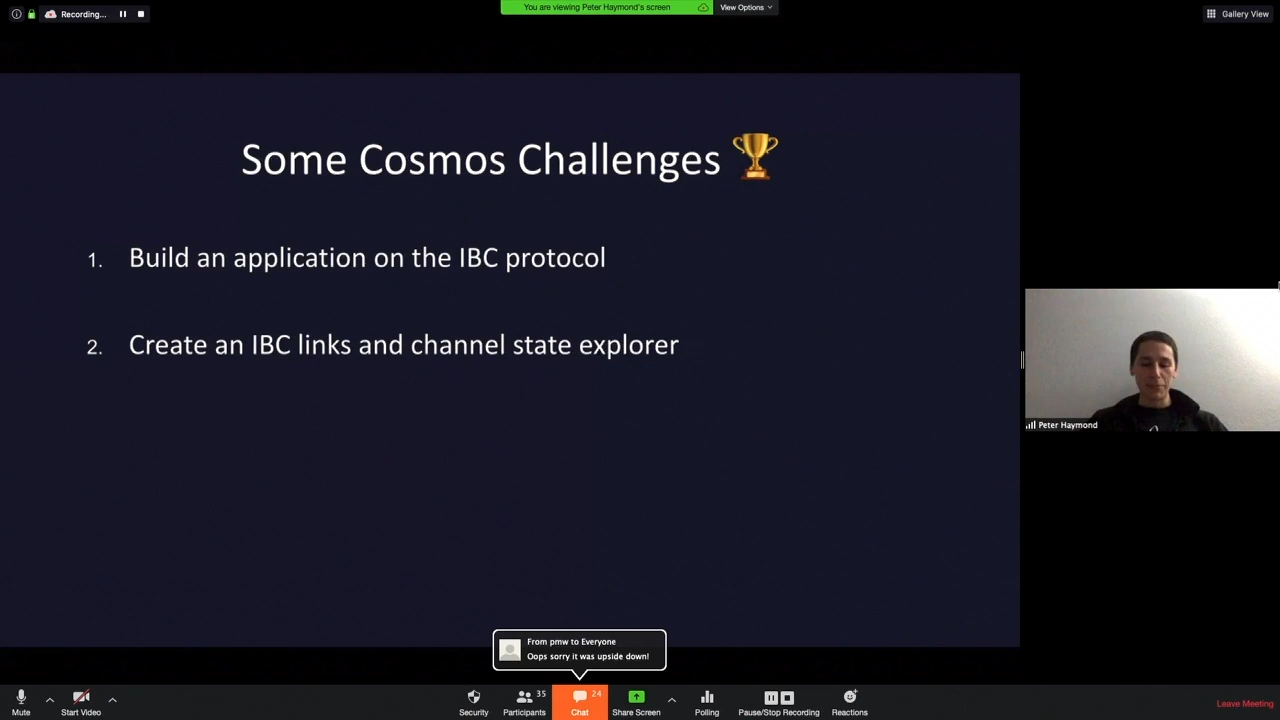 Recording...
You are viewing Peter Haymond's screen
View Options
Gallery View
Some Cosmos Challenges
1. Build an application on the IBC protocol
2. Create an IBC links and channel state explorer
Peter Haymond
From pmw to Everyone
Oops sorry it was upside down!
Mute
Start Video
Security
Participants 35
Chat 24
Share Screen
Polling
Pause/Stop Recording
Reactions
Leave Meeting